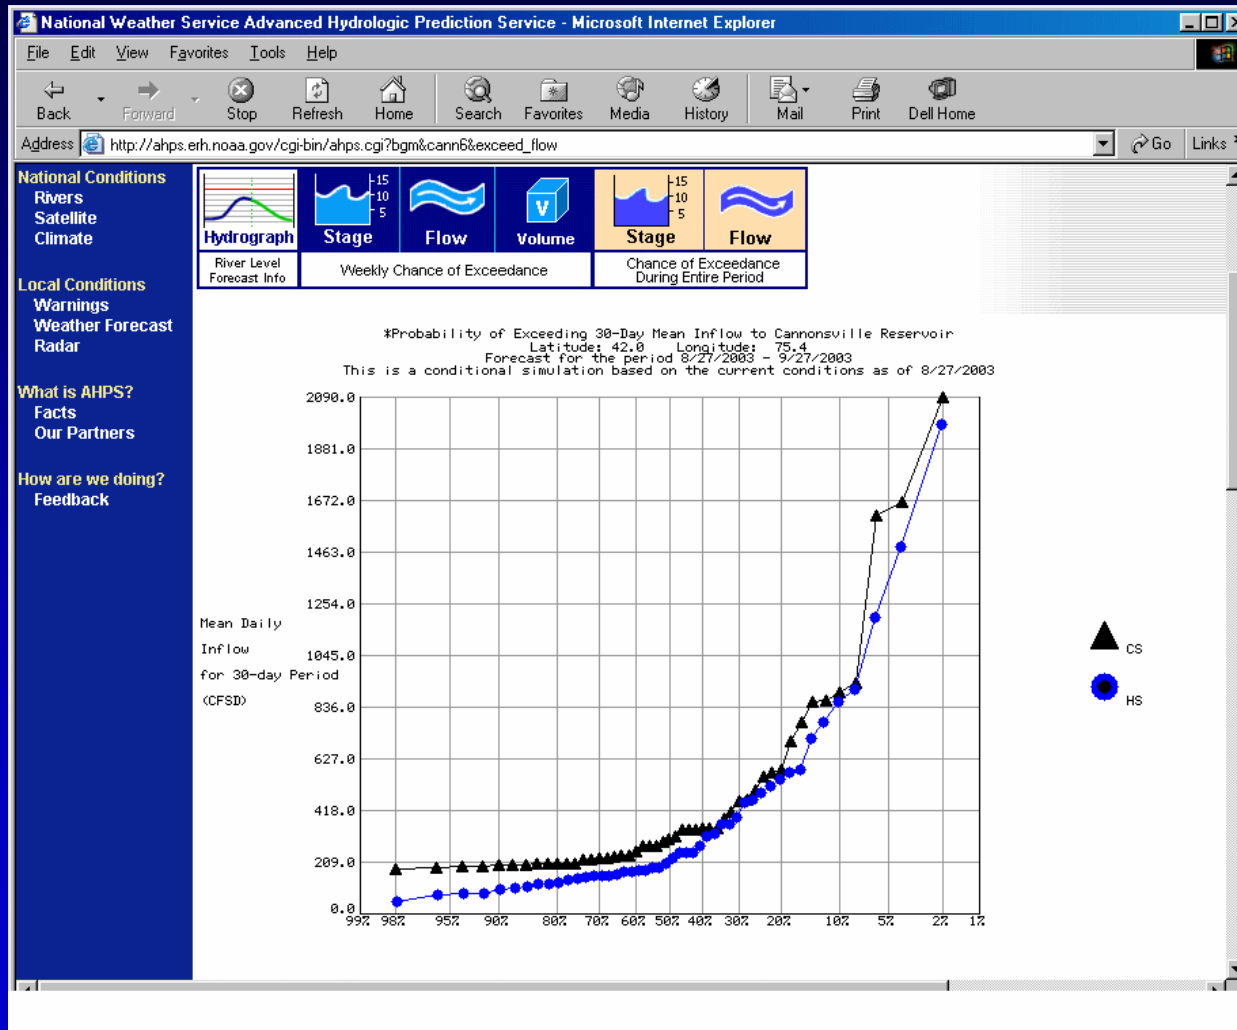 National Weather Service Advanced Hydrologic Prediction Service - Microsoft Internet Explorer
File Edit View Favorites Tools Help
Back Forward Stop Refresh Home Search Favorites Media History Mail Print Dell Home
Address http://ahps.erh.noaa.gov/cgi-bin/ahps.cgi?bgm&cann6&exceed_flow Go Links
National Conditions
Rivers
Satellite
Climate
Local Conditions
Warnings
Weather Forecast
Radar
What is AHPS?
Facts
Our Partners
How are we doing?
Feedback
15
10
5
V
15
10
5
Hydrograph Stage Flow Volume Stage Flow
River Level
Forecast Info
Weekly Chance of Exceedance
Chance of Exceedance
During Entire Period
*Probability of Exceeding 30-Day Mean Inflow to Cannonsville Reservoir
Latitude: 42.0 Longitude: 75.4
Forecast for the period 8/27/2003 - 9/27/2003
This is a conditional simulation based on the current conditions as of 8/27/2003
2090.0
1881.0
1672.0
1463.0
1254.0
1045.0
836.0
627.0
418.0
209.0
0.0
Mean Daily
Inflow
for 30-day Period
(CFSD)
99% 98% 95% 90% 80% 70% 60% 50% 40% 30% 20% 10% 5% 2% 1%
CS
HS